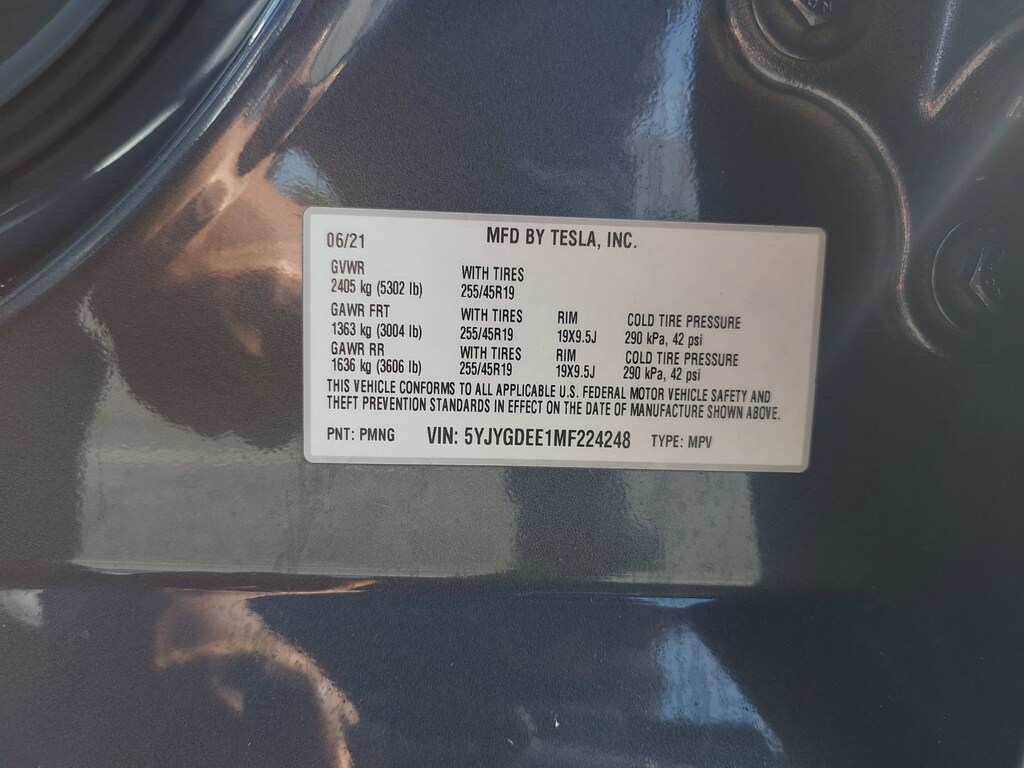 06/21 MFD BY TESLA, INC.
GVWR WITH TIRES
2405 kg (5302 lb) 255/45R19
GAWR FRT WITH TIRES RIM COLD TIRE PRESSURE
1363 kg (3004 lb) 255/45R19 19X9.5J 290 kPa, 42 psi
GAWR RR WITH TIRES RIM COLD TIRE PRESSURE
1636 kg (3606 lb) 255/45R19 19X9.5J 290 kPa, 42 psi
THIS VEHICLE CONFORMS TO ALL APPLICABLE U.S. FEDERAL MOTOR VEHICLE SAFETY AND
THEFT PREVENTION STANDARDS IN EFFECT ON THE DATE OF MANUFACTURE SHOWN ABOVE.
PNT: PMNG VIN: 5YJYGDEE1MF224248 TYPE: MPV